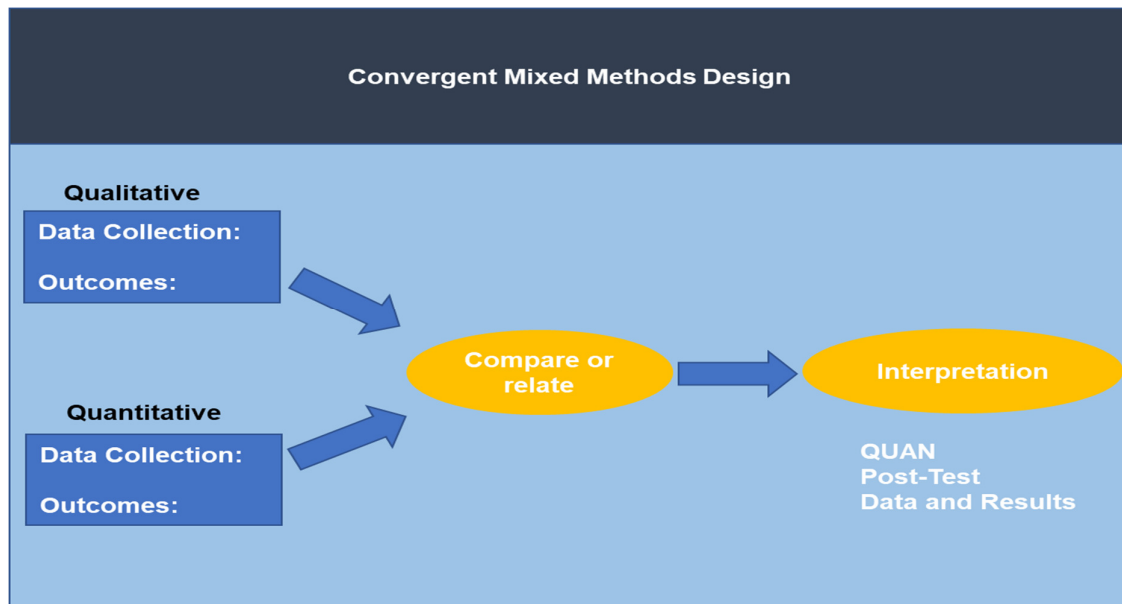 Convergent Mixed Methods Design
Qualitative
Data Collection:
Outcomes:
Quantitative
Data Collection:
Outcomes:
Compare or
relate
Interpretation
QUAN
Post-Test
Data and Results